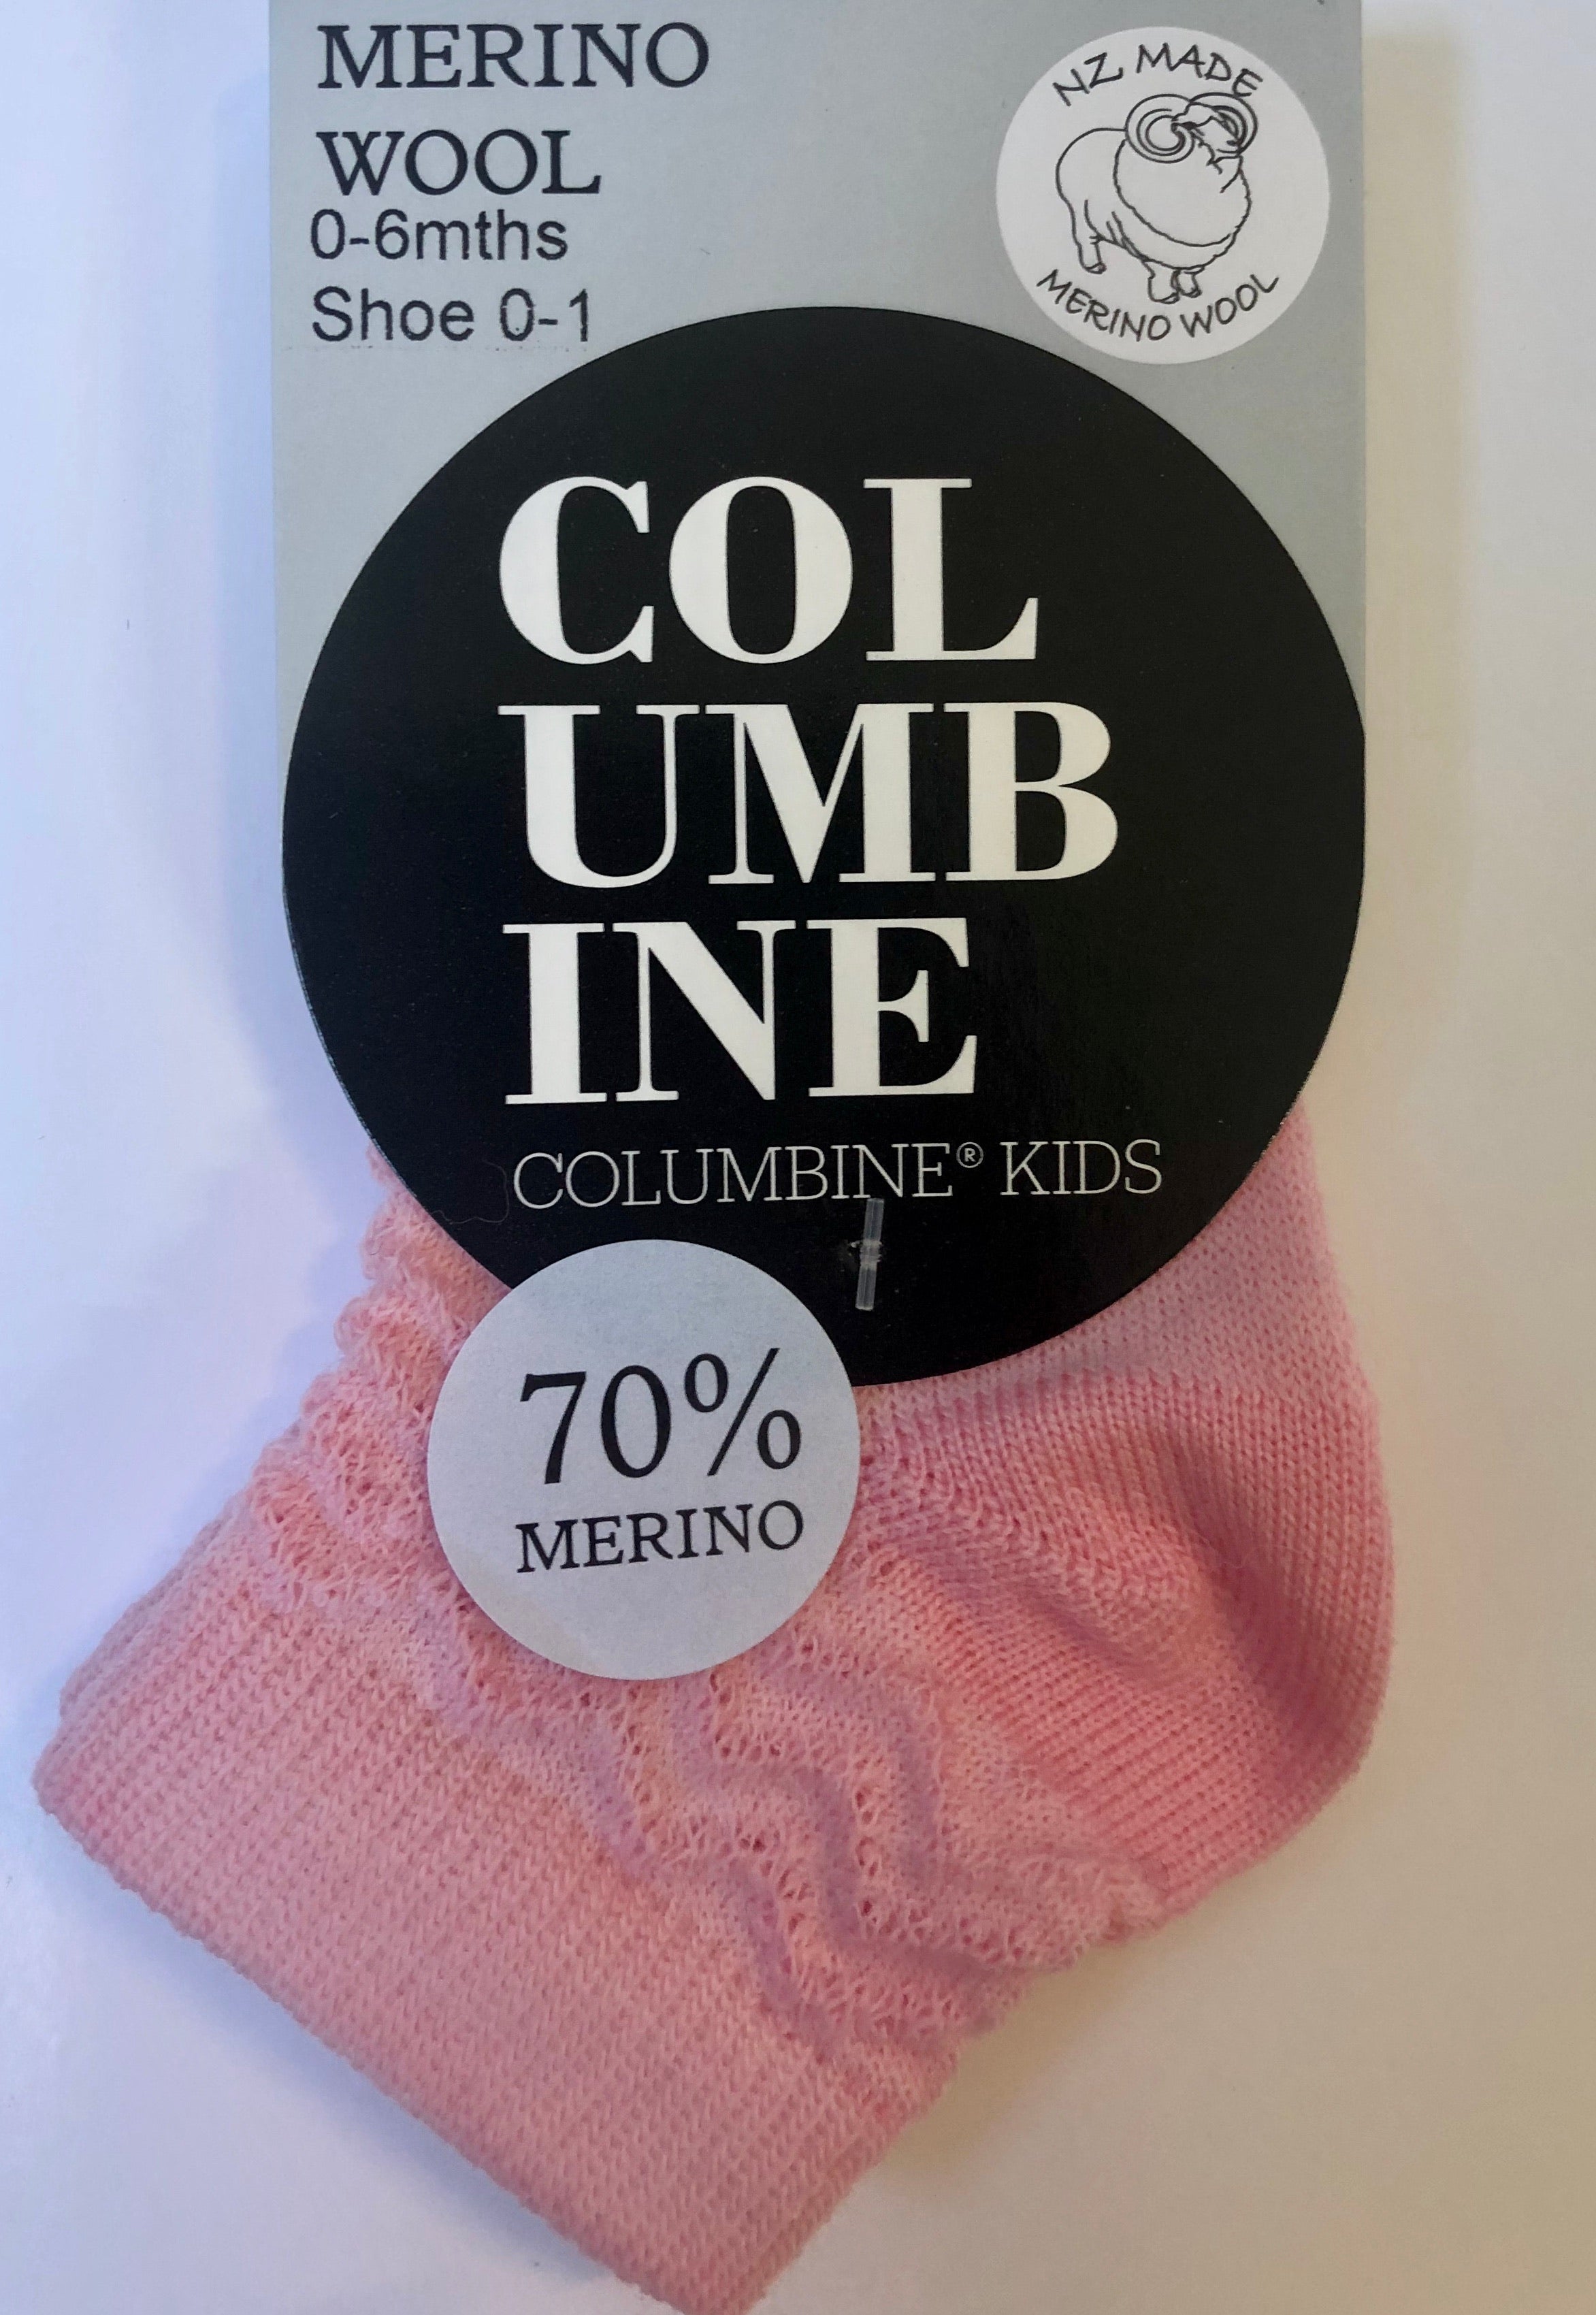 MERINO
WOOL
0-6mths
Shoe 0-1
NZ MADE
MERINO WOOL
COL
UMB
INE
COLUMBINE® KIDS
70%
MERINO